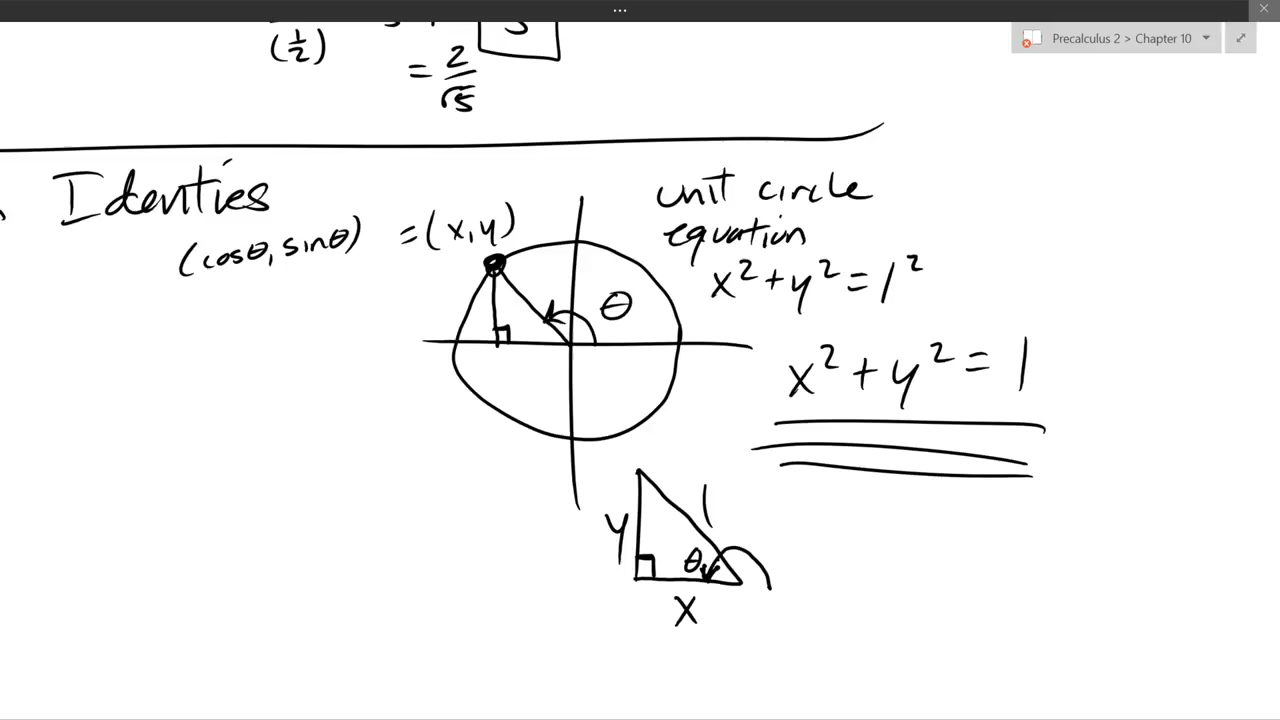 ...
Precalculus 2 > Chapter 10
(1/2)
= 2/√5
Identies
(cosθ, sinθ) = (x, y)
unit circle
equation
x² + y² = 1²
θ
x² + y² = 1
y
1
θ
x